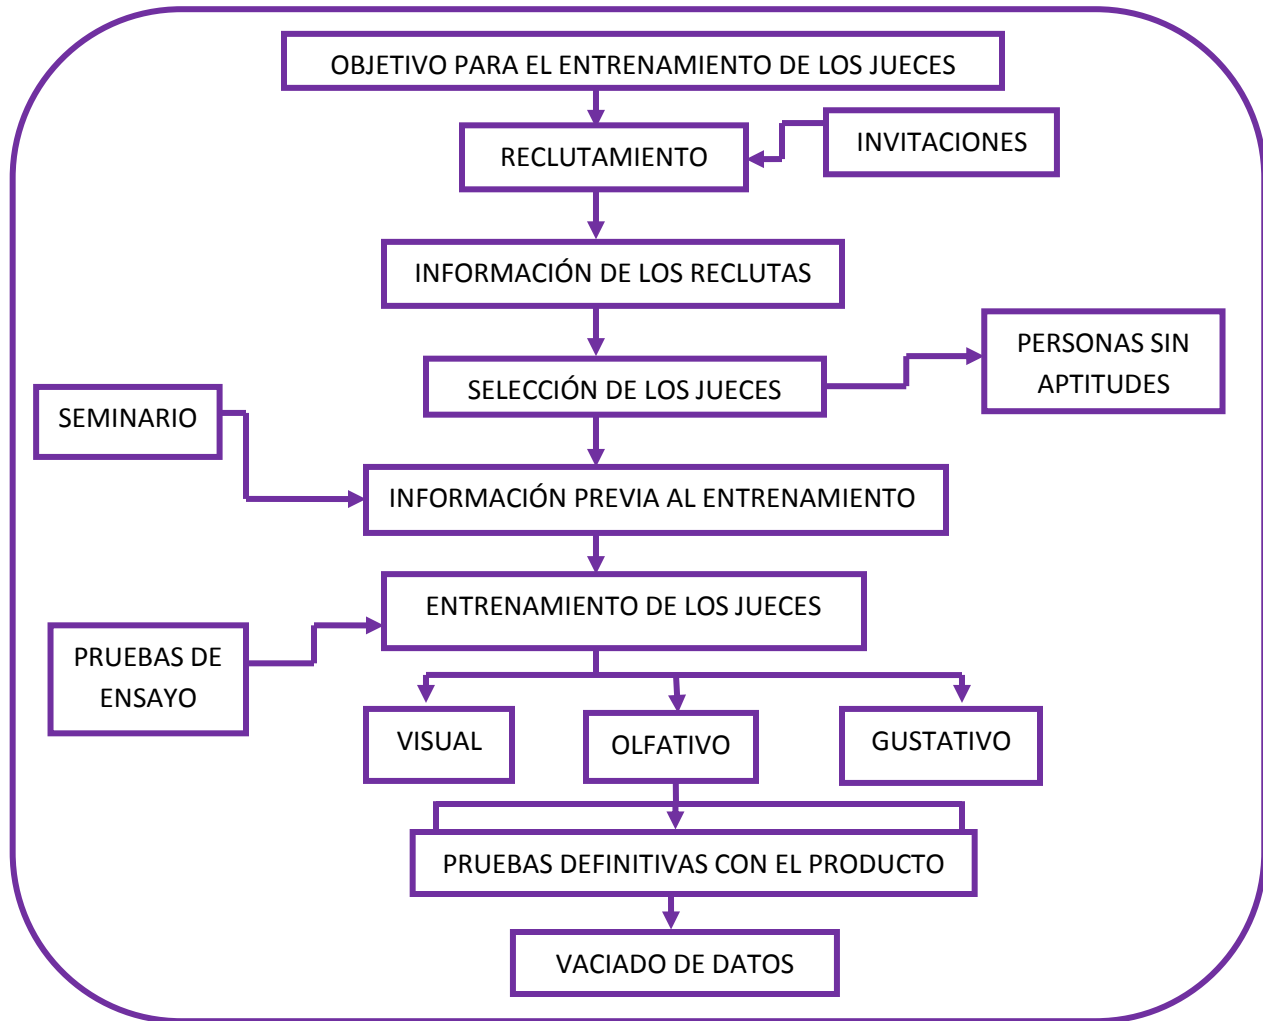 OBJETIVO PARA EL ENTRENAMIENTO DE LOS JUECES
RECLUTAMIENTO
INVITACIONES
INFORMACIÓN DE LOS RECLUTAS
PERSONAS SIN
APTITUDES
SELECCIÓN DE LOS JUECES
SEMINARIO
INFORMACIÓN PREVIA AL ENTRENAMIENTO
ENTRENAMIENTO DE LOS JUECES
PRUEBAS DE
ENSAYO
VISUAL
OLFATIVO
GUSTATIVO
PRUEBAS DEFINITIVAS CON EL PRODUCTO
VACIADO DE DATOS